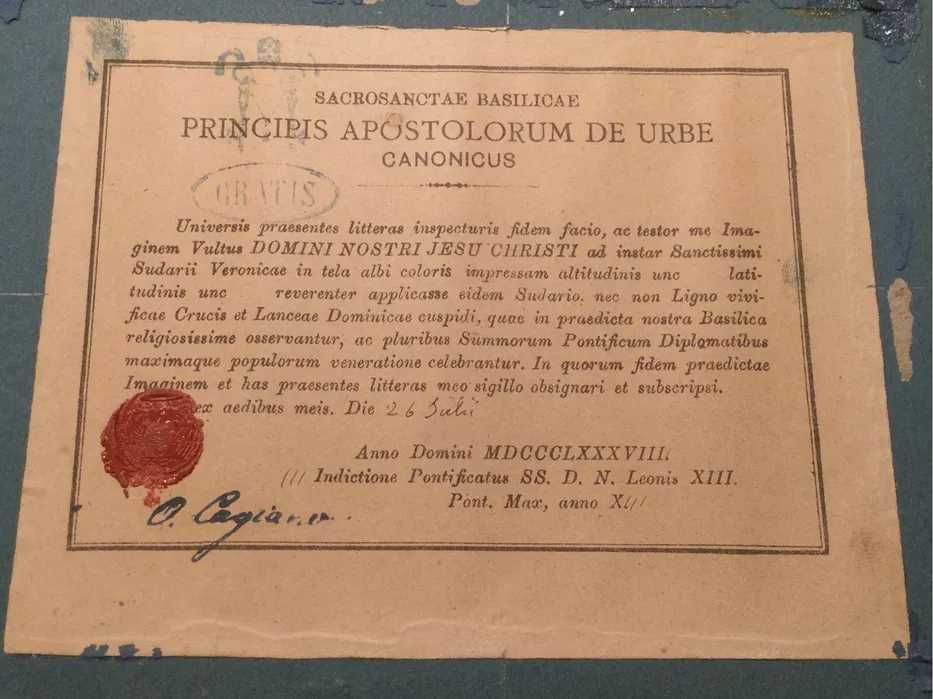 SACROSANCTAE BASILICAE
PRINCIPIS APOSTOLORUM DE URBE
CANONICUS
GRATIS
Universis praesentes litteras inspecturis fidem facio, ac testor me Ima-
ginem Vultus DOMINI NOSTRI JESU CHRISTI ad instar Sanctissimi
Sudarii Veronicae in tela albi coloris impressam altitudinis unc lati-
tudinis unc reverenter applicasse eidem Sudario, nec non Ligno vivi-
ficae Crucis et Lanceae Dominicae cuspidi, quae in praedicta nostra Basilica
religiosissime osservantur, ac pluribus Summorum Pontificum Diplomatibus
maximaque populorum veneratione celebrantur. In quorum fidem praedictae
Imaginem et has praesentes litteras meo sigillo obsignari et subscripsi.
ex aedibus meis. Die 26 Julii
Anno Domini MDCCCLXXXVIII.
Indictione Pontificatus SS. D. N. Leonis XIII.
Pont. Max, anno X
O. Cagiano